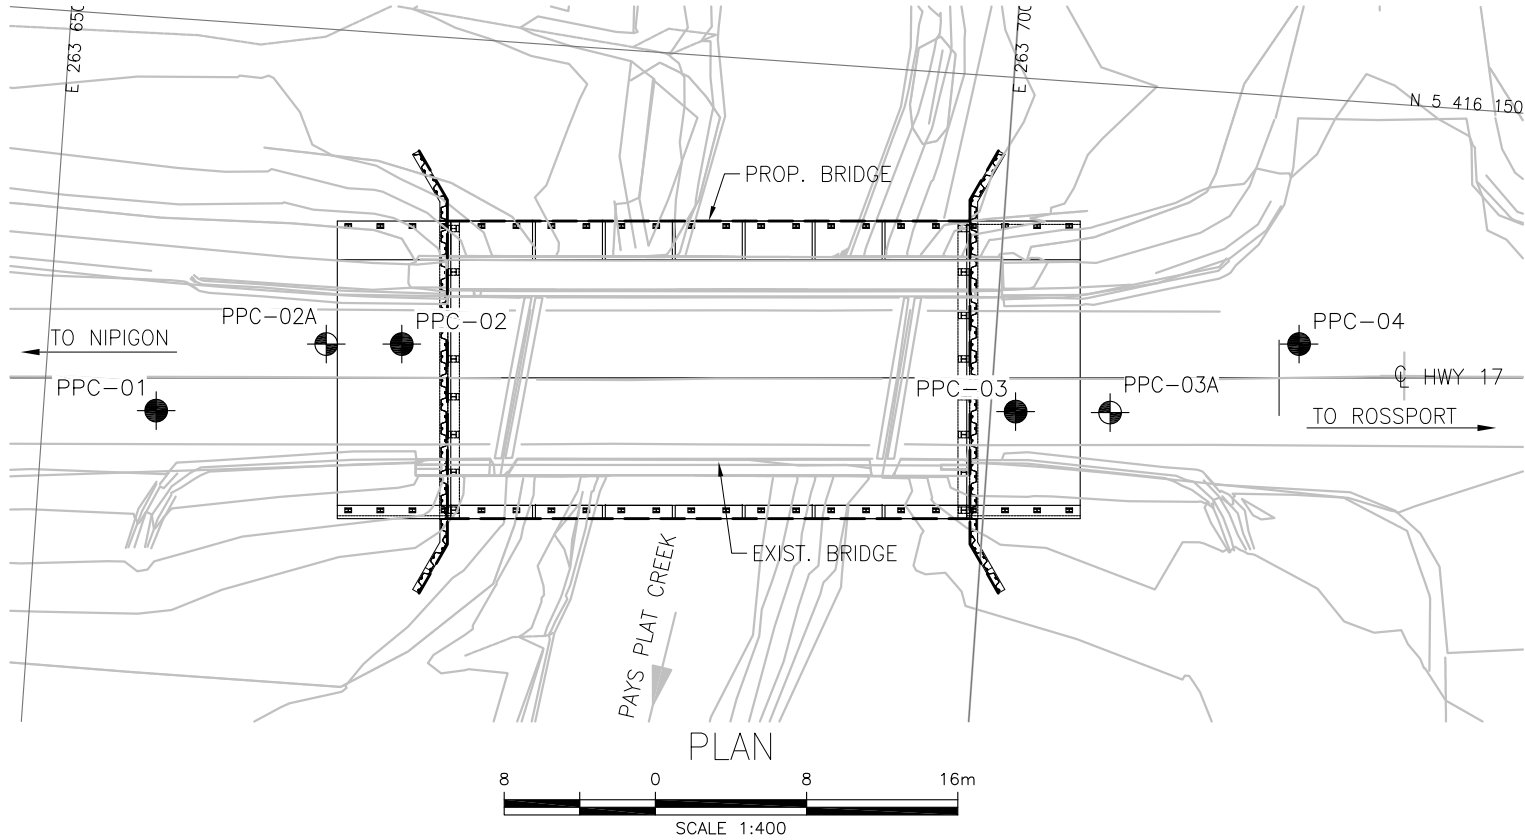 E 263 650
E 263 700
N 5 416 150
PROP. BRIDGE
PPC-02A
PPC-02
PPC-04
TO NIPIGON
PPC-01
PPC-03
PPC-03A
℄ HWY 17
TO ROSSPORT
EXIST. BRIDGE
PAYS PLAT CREEK
PLAN
8 0 8 16m
SCALE 1:400